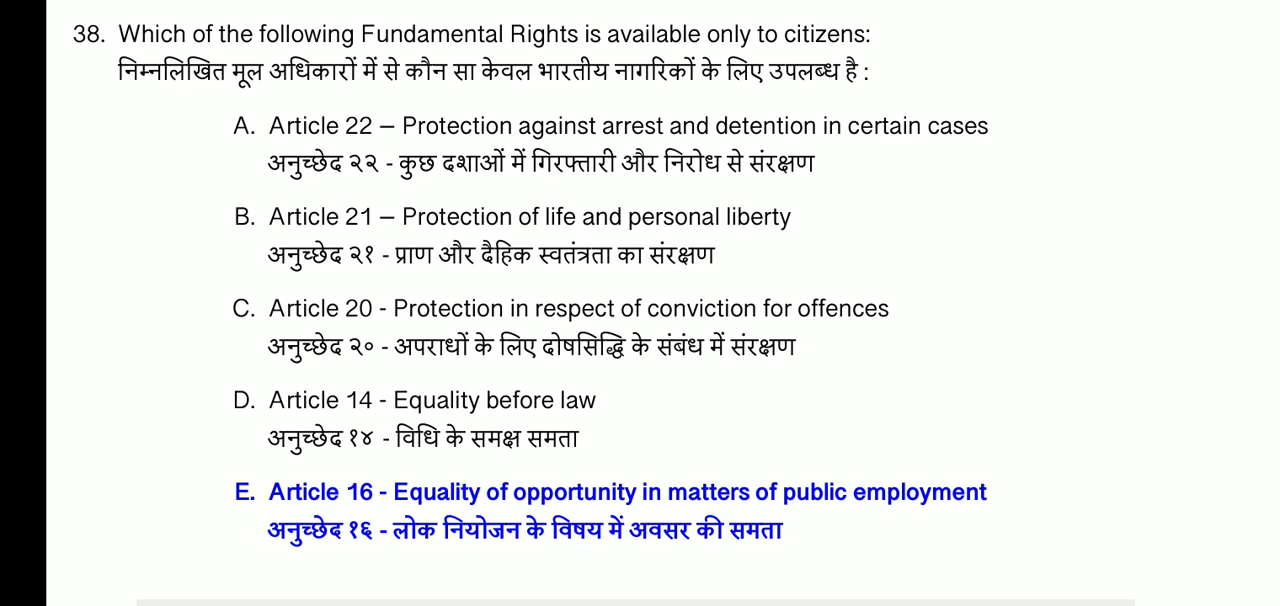 38. Which of the following Fundamental Rights is available only to citizens:
निम्नलिखित मूल अधिकारों में से कौन सा केवल भारतीय नागरिकों के लिए उपलब्ध है :
A. Article 22 – Protection against arrest and detention in certain cases
अनुच्छेद २२ - कुछ दशाओं में गिरफ्तारी और निरोध से संरक्षण
B. Article 21 – Protection of life and personal liberty
अनुच्छेद २१ - प्राण और दैहिक स्वतंत्रता का संरक्षण
C. Article 20 - Protection in respect of conviction for offences
अनुच्छेद २० - अपराधों के लिए दोषसिद्धि के संबंध में संरक्षण
D. Article 14 - Equality before law
अनुच्छेद १४ - विधि के समक्ष समता
E. Article 16 - Equality of opportunity in matters of public employment
अनुच्छेद १६ - लोक नियोजन के विषय में अवसर की समता